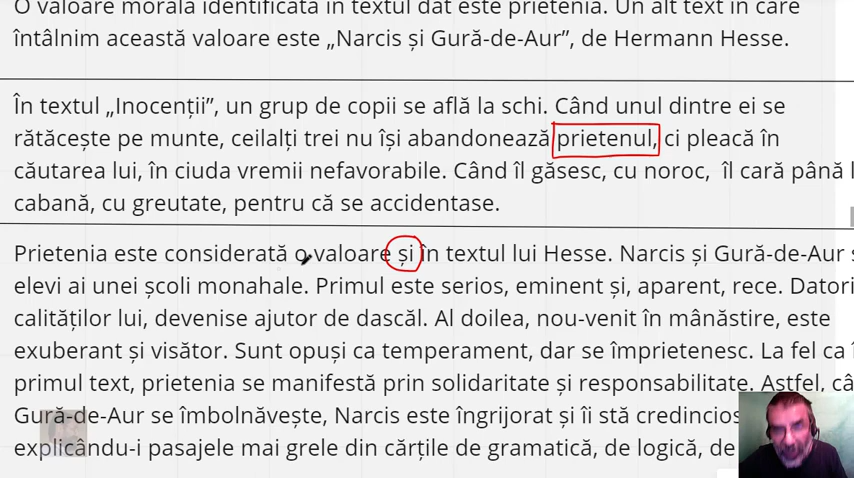 O valoare morală identificată în textul dat este prietenia. Un alt text în care
întâlnim această valoare este „Narcis și Gură-de-Aur”, de Hermann Hesse.
În textul „Inocenții”, un grup de copii se află la schi. Când unul dintre ei se
rătăcește pe munte, ceilalți trei nu își abandonează prietenul, ci pleacă în
căutarea lui, în ciuda vremii nefavorabile. Când îl găsesc, cu noroc, îl cară până
cabană, cu greutate, pentru că se accidentase.
Prietenia este considerată o valoare și în textul lui Hesse. Narcis și Gură-de-Aur
elevi ai unei școli monahale. Primul este serios, eminent și, aparent, rece.
calităților lui, devenise ajutor de dascăl. Al doilea, nou-venit în mânăstire, este
exuberant și visător. Sunt opuși ca temperament, dar se împrietenesc. La fel ca
primul text, prietenia se manifestă prin solidaritate și responsabilitate. Astfel,
Gură-de-Aur se îmbolnăvește, Narcis este îngrijorat și îi stă credincios
explicându-i pasajele mai grele din cărțile de gramatică, de logică, de